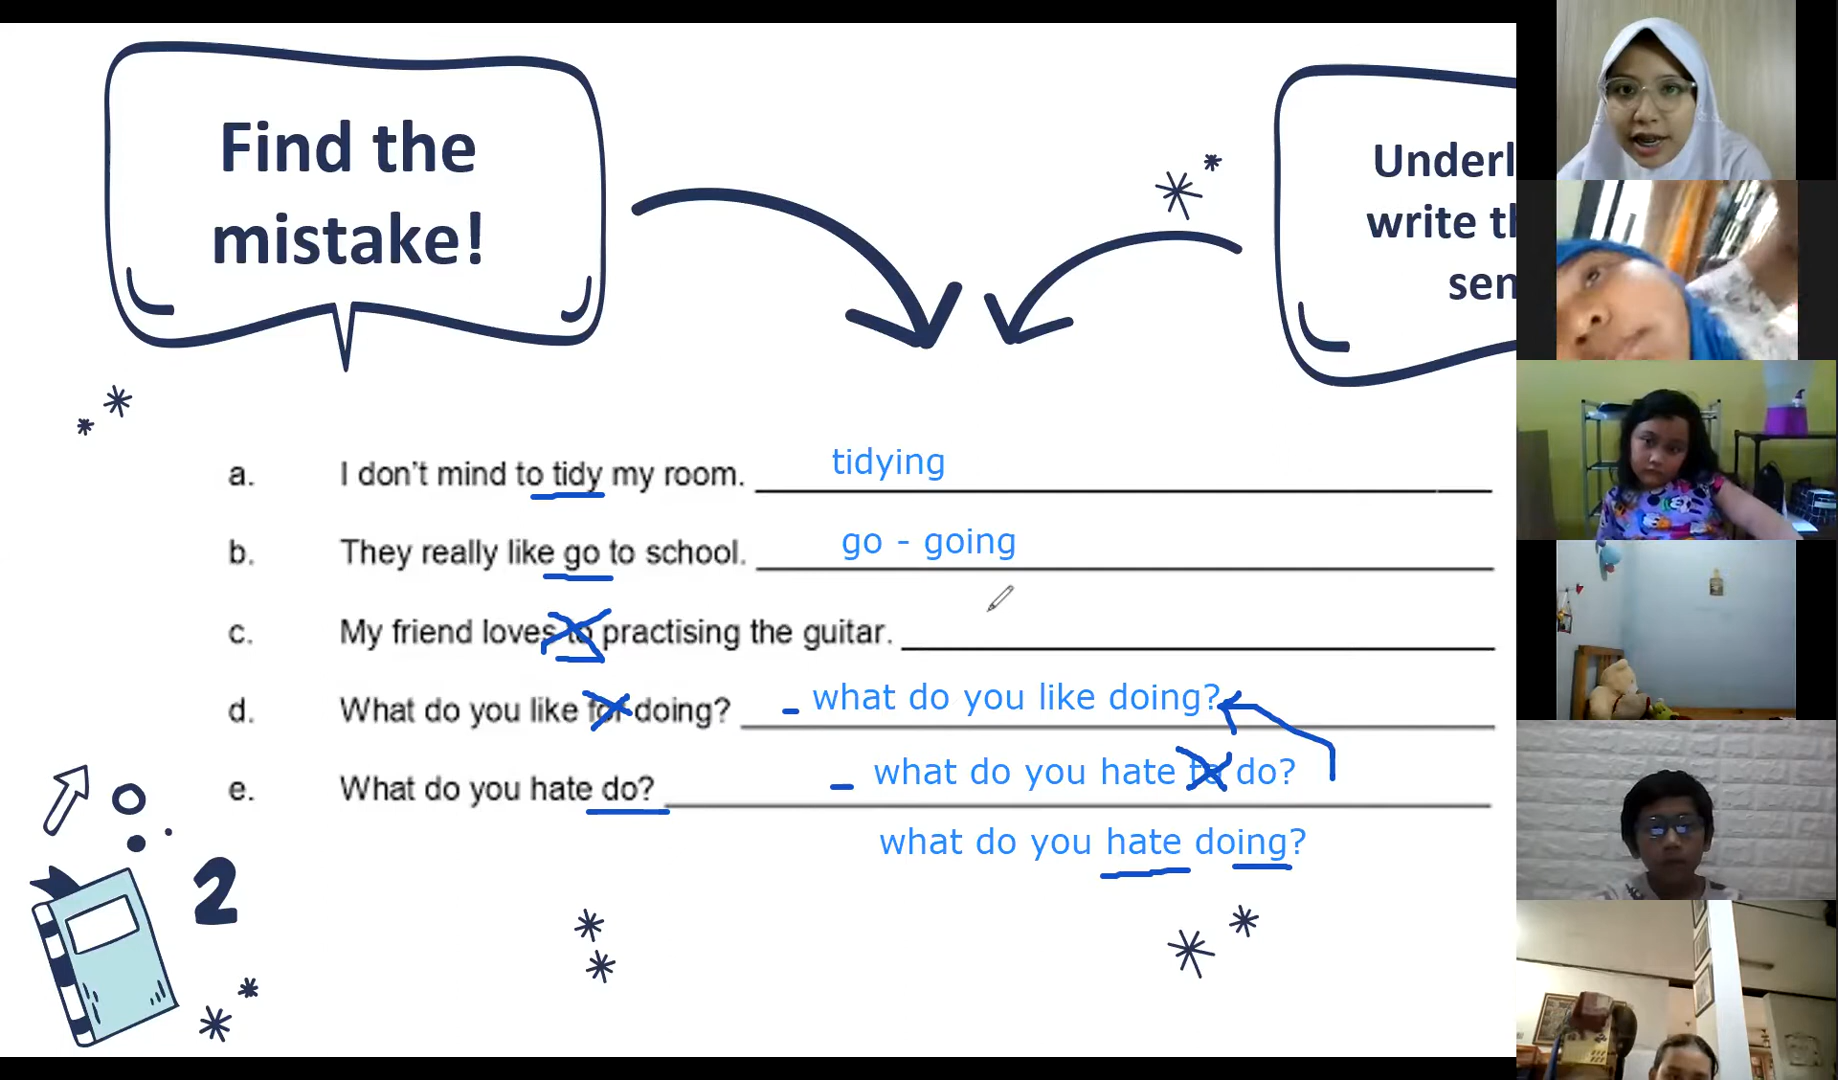 Find the
mistake!
Underl
write th
sen
a. I don't mind to tidy my room. tidying
b. They really like go to school. go - going
c. My friend loves to practising the guitar.
d. What do you like for doing? - what do you like doing?
e. What do you hate do? - what do you hate to do?
what do you hate doing?
2